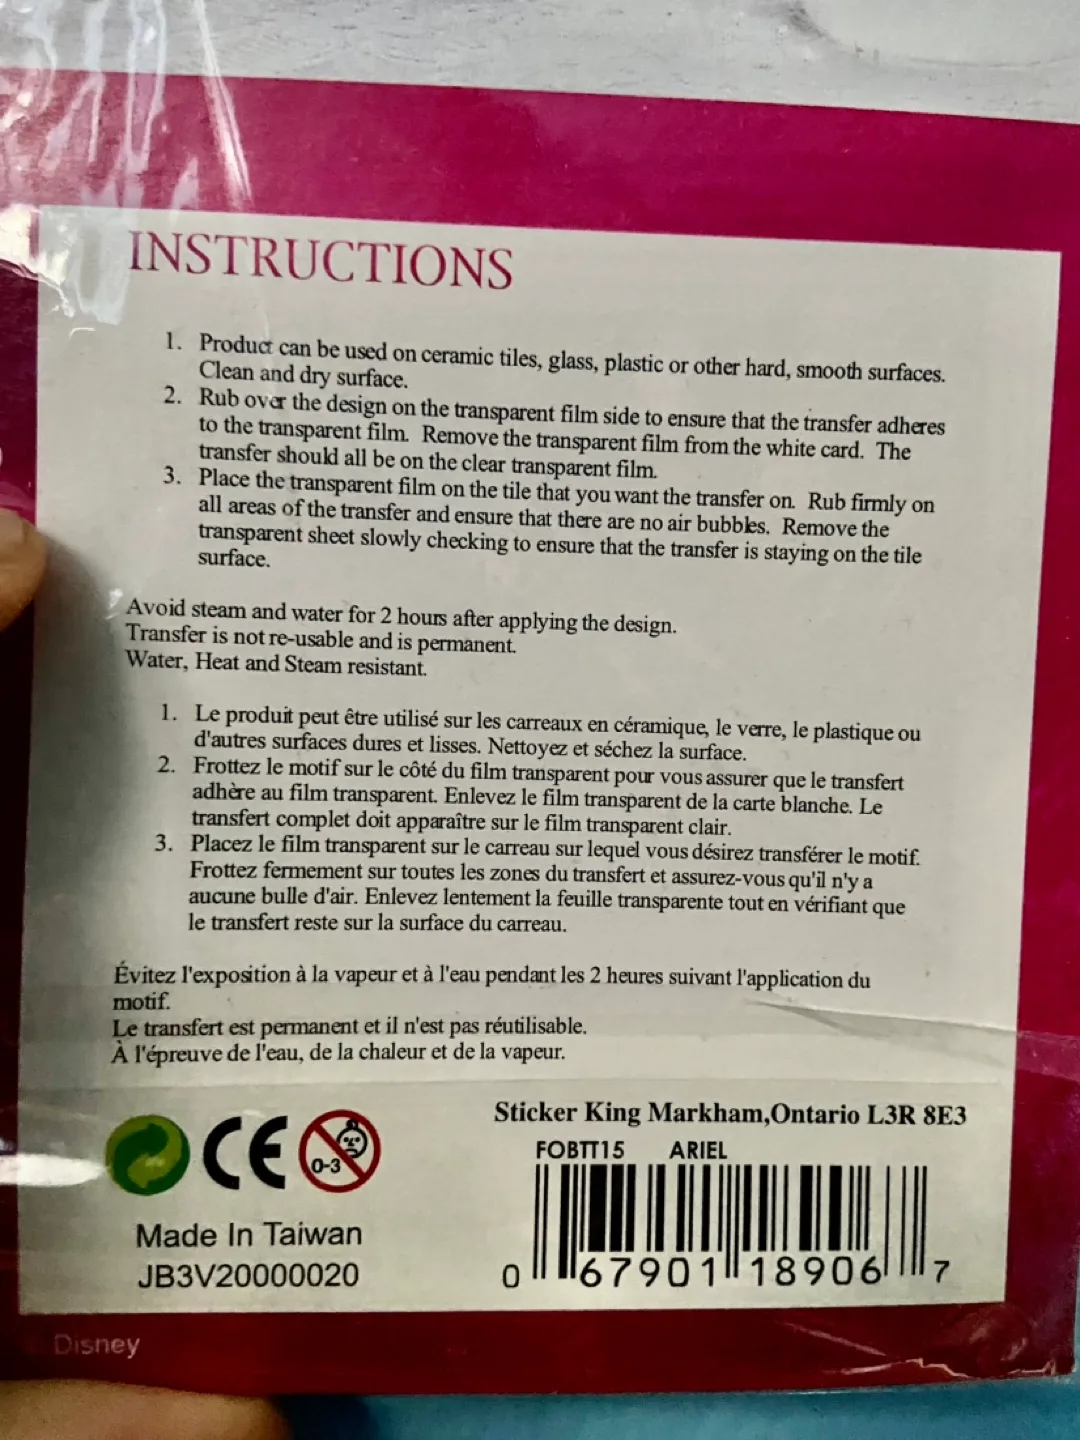 INSTRUCTIONS
1. Product can be used on ceramic tiles, glass, plastic or other hard, smooth surfaces.
Clean and dry surface.
2. Rub over the design on the transparent film side to ensure that the transfer adheres
to the transparent film. Remove the transparent film from the white card. The
transfer should all be on the clear transparent film.
3. Place the transparent film on the tile that you want the transfer on. Rub firmly on
all areas of the transfer and ensure that there are no air bubbles. Remove the
transparent sheet slowly checking to ensure that the transfer is staying on the tile
surface.
Avoid steam and water for 2 hours after applying the design.
Transfer is not re-usable and is permanent.
Water, Heat and Steam resistant.
1. Le produit peut être utilisé sur les carreaux en céramique, le verre, le plastique ou
d'autres surfaces dures et lisses. Nettoyez et séchez la surface.
2. Frottez le motif sur le côté du film transparent pour vous assurer que le transfert
adhère au film transparent. Enlevez le film transparent de la carte blanche. Le
transfert complet doit apparaître sur le film transparent clair.
3. Placez le film transparent sur le carreau sur lequel vous désirez transférer le motif.
Frottez fermement sur toutes les zones du transfert et assurez-vous qu'il n'y a
aucune bulle d'air. Enlevez lentement la feuille transparente tout en vérifiant que
le transfert reste sur la surface du carreau.
Évitez l'exposition à la vapeur et à l'eau pendant les 2 heures suivant l'application du
motif.
Le transfert est permanent et il n'est pas réutilisable.
À l'épreuve de l'eau, de la chaleur et de la vapeur.
Sticker King Markham,Ontario L3R 8E3
FOBTT15 ARIEL
CE 0-3
Made In Taiwan
JB3V20000020
0 67901 18906 7
Disney